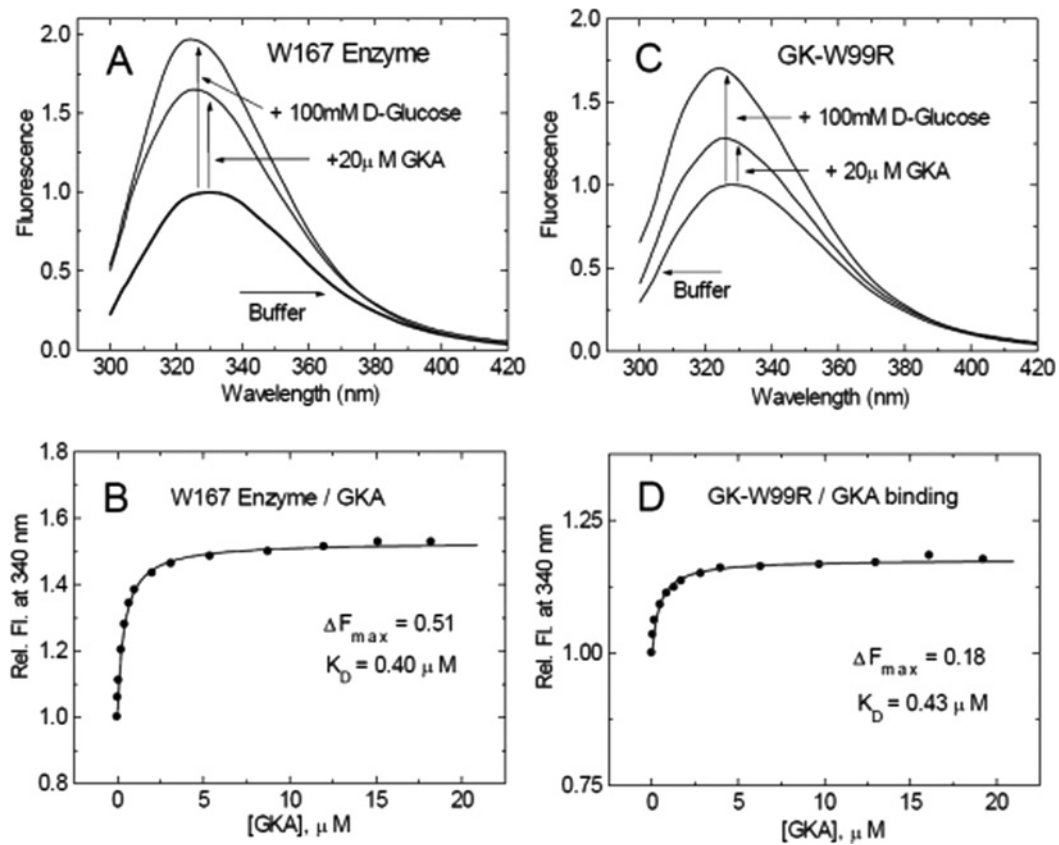 A
W167 Enzyme
+ 100mM D-Glucose
+20μ M GKA
Buffer
Fluorescence
2.0
1.5
1.0
0.5
0.0
300 320 340 360 380 400 420
Wavelength (nm)
C
GK-W99R
+ 100mM D-Glucose
+ 20μ M GKA
Buffer
Fluorescence
2.0
1.5
1.0
0.5
0.0
300 320 340 360 380 400 420
Wavelength (nm)
B
W167 Enzyme / GKA
Rel. Fl. at 340 nm
1.8
1.6
1.4
1.2
1.0
0.8
ΔFmax = 0.51
KD = 0.40 μ M
0 5 10 15 20
[GKA], μ M
D
GK-W99R / GKA binding
Rel. Fl. at 340 nm
1.25
1.00
0.75
ΔFmax = 0.18
KD = 0.43 μ M
0 5 10 15 20
[GKA], μ M